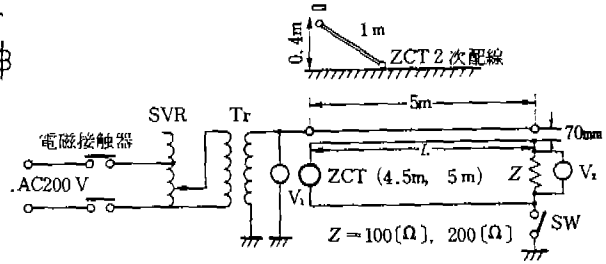 0.4m
1m
ZCT 2次配線
5m
SVR
Tr
電磁接触器
70mm
L
AC200 V
V₁
ZCT (4.5m, 5m)
Z
V₂
SW
Z=100〔Ω〕, 200〔Ω〕